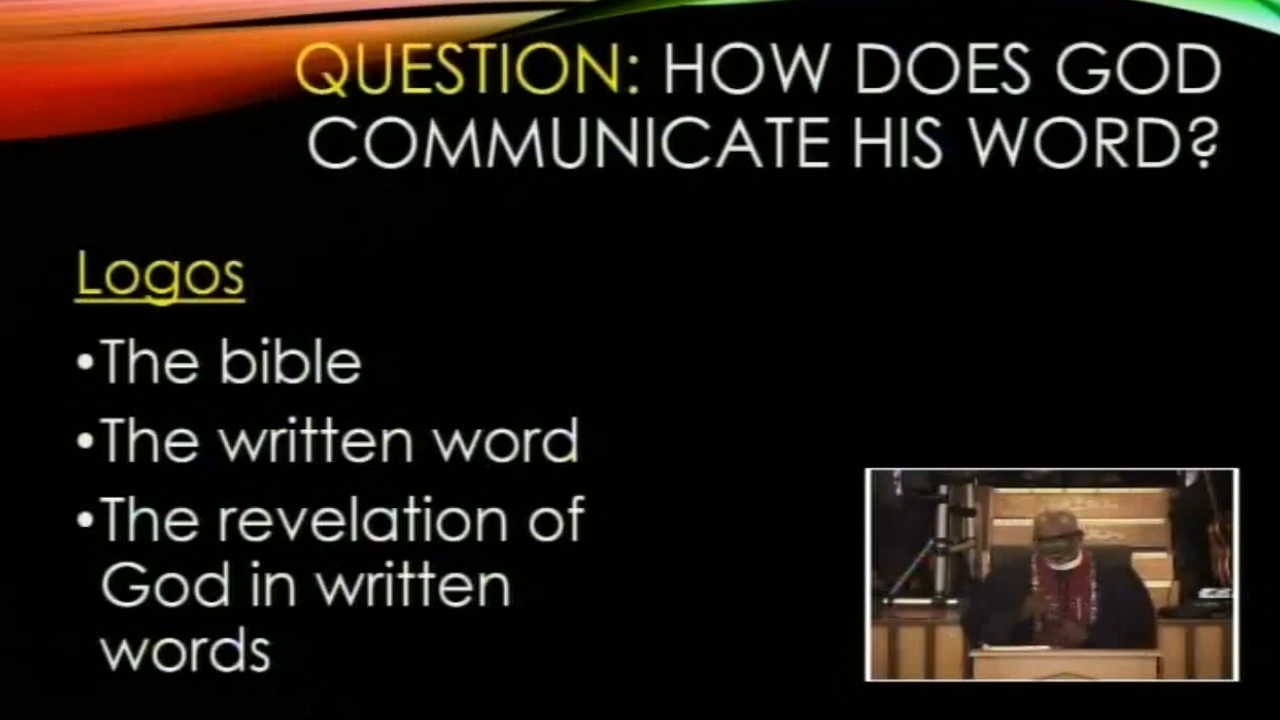 QUESTION: HOW DOES GOD
COMMUNICATE HIS WORD?
Logos
•The bible
•The written word
•The revelation of
God in written
words